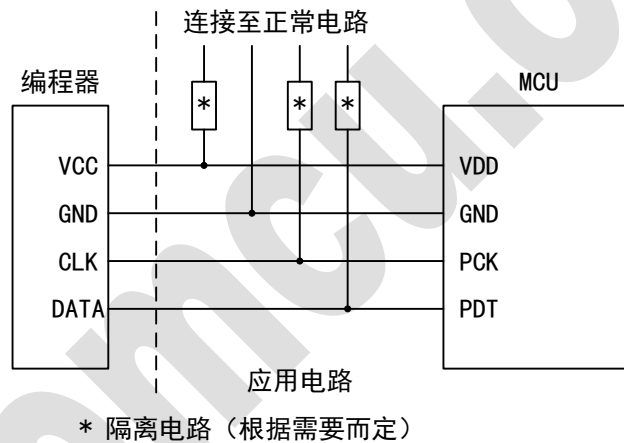 连接至正常电路
编程器
MCU
* * *
VCC VDD
GND GND
CLK PCK
DATA PDT
应用电路
* 隔离电路（根据需要而定）